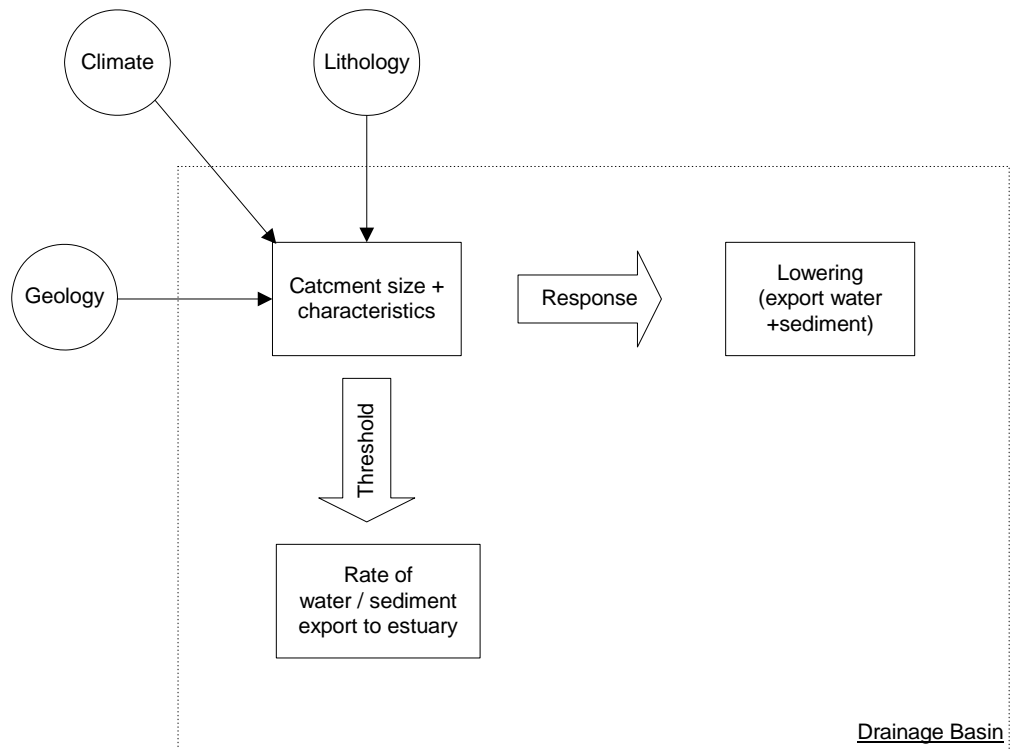 Climate
Lithology
Geology
Catcment size +
characteristics
Response
Lowering
(export water
+sediment)
Threshold
Rate of
water / sediment
export to estuary
Drainage Basin